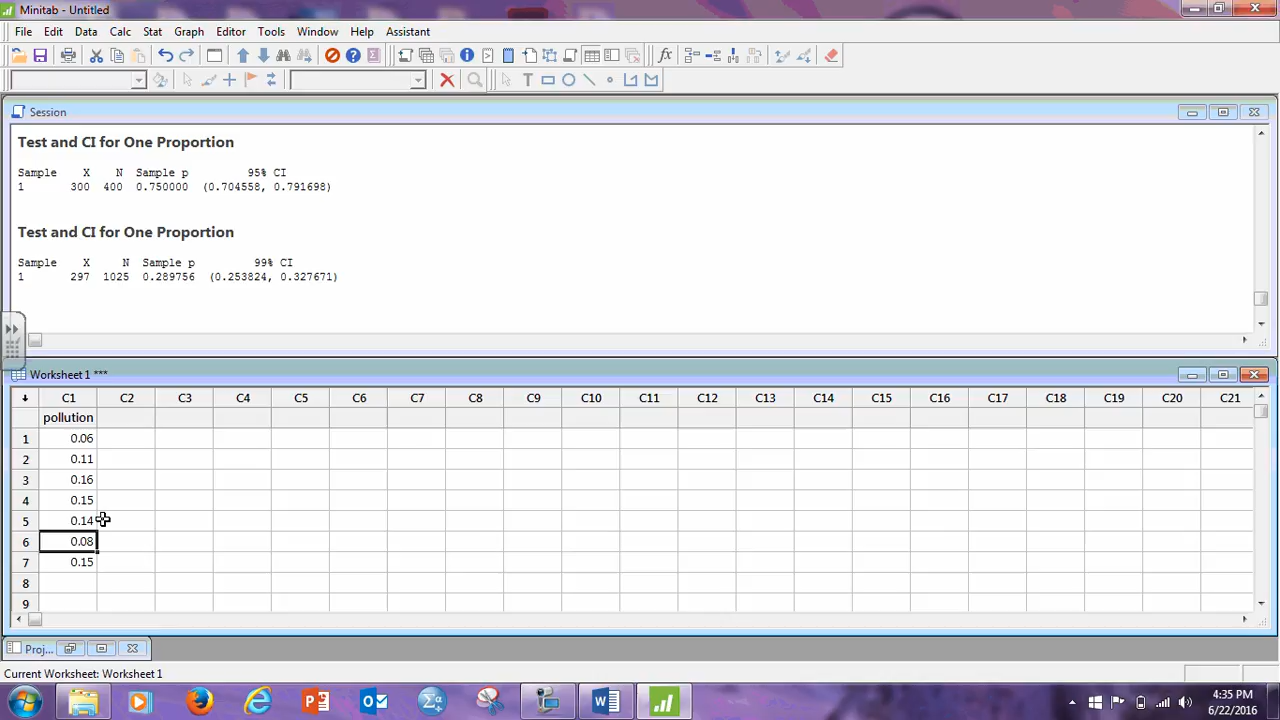 Minitab - Untitled
File Edit Data Calc Stat Graph Editor Tools Window Help Assistant
Session
Test and CI for One Proportion
Sample X N Sample p 95% CI
1 300 400 0.750000 (0.704558, 0.791698)
Test and CI for One Proportion
Sample X N Sample p 99% CI
1 297 1025 0.289756 (0.253824, 0.327671)
Worksheet 1 ***
C1 C2 C3 C4 C5 C6 C7 C8 C9 C10 C11 C12 C13 C14 C15 C16 C17 C18 C19 C20 C21
pollution
1 0.06
2 0.11
3 0.16
4 0.15
5 0.14
6 0.08
7 0.15
8
9
Proj...
Current Worksheet: Worksheet 1
4:35 PM
6/22/2016